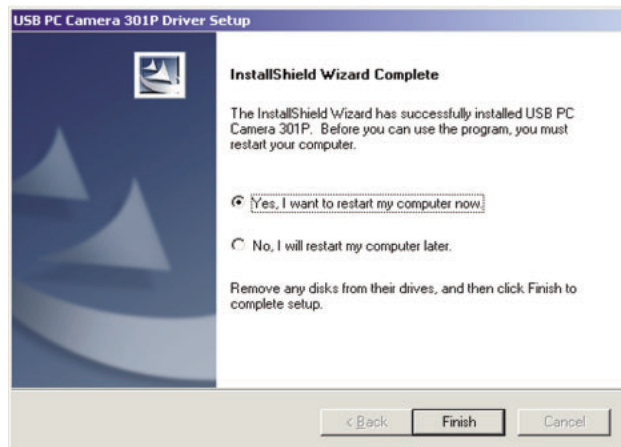 USB PC Camera 301P Driver Setup
InstallShield Wizard Complete
The InstallShield Wizard has successfully installed USB PC
Camera 301P. Before you can use the program, you must
restart your computer.
Yes, I want to restart my computer now.
No, I will restart my computer later.
Remove any disks from their drives, and then click Finish to
complete setup.
< Back Finish Cancel